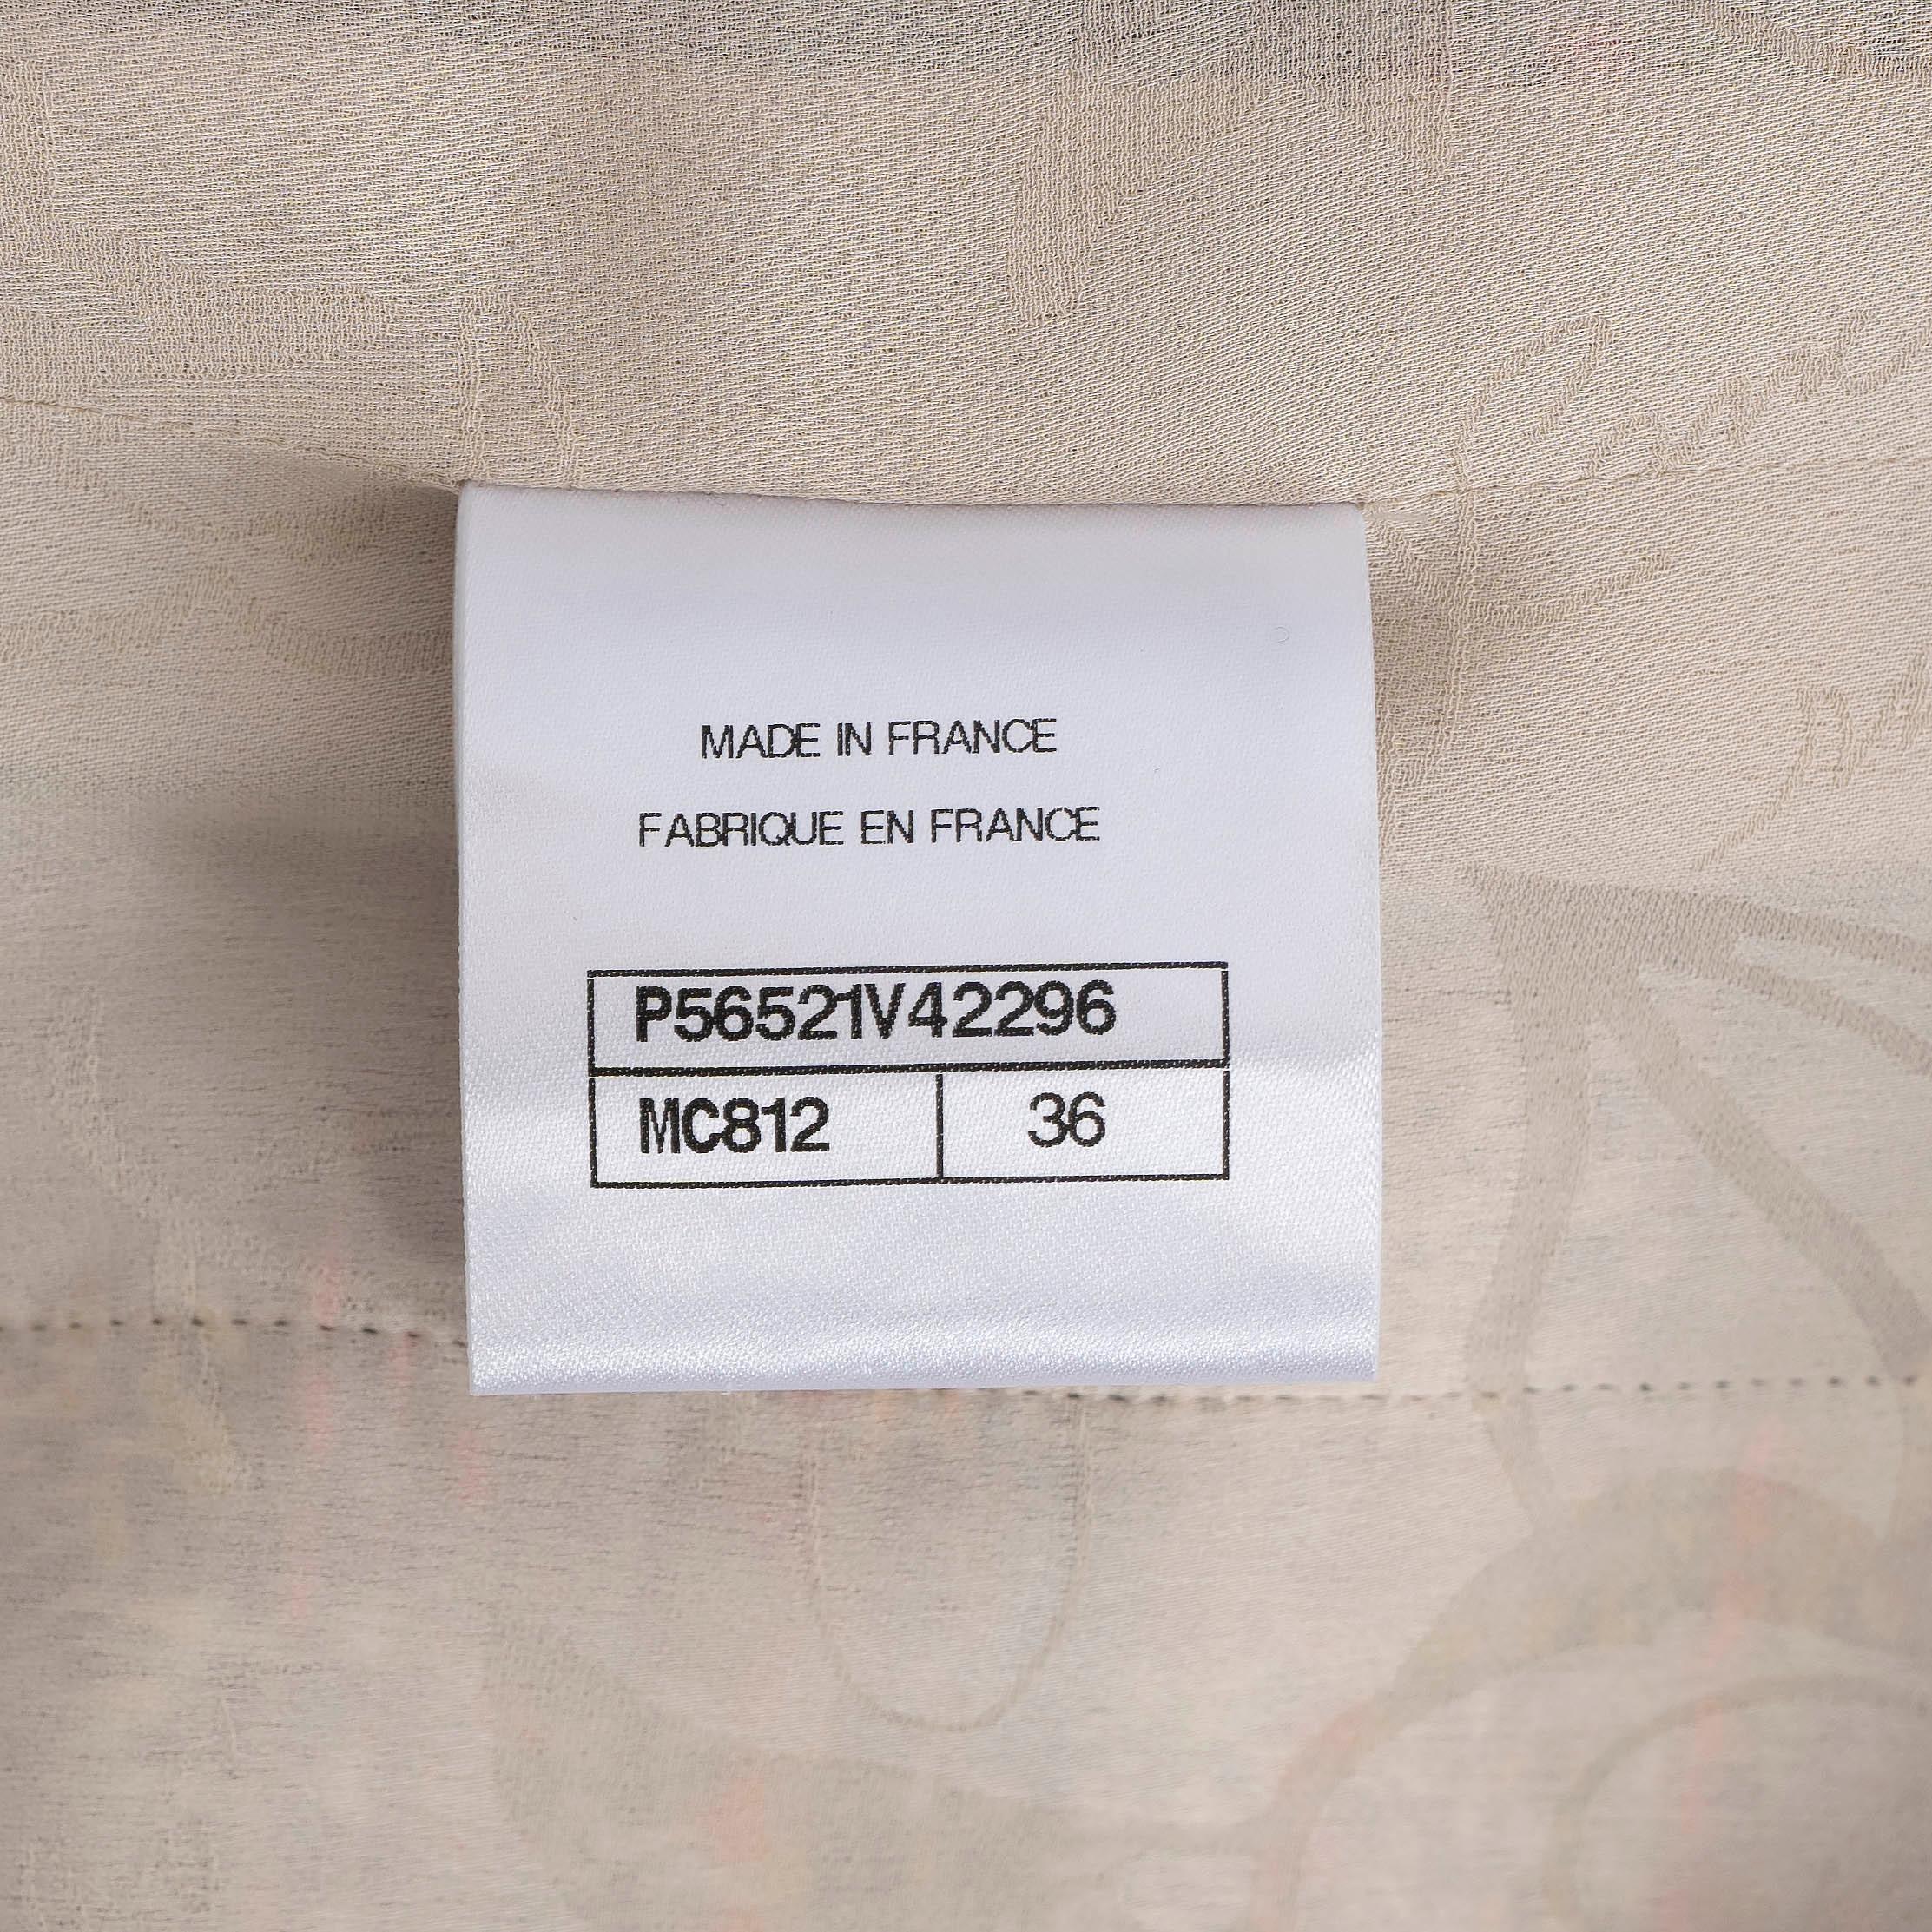 MADE IN FRANCE
FABRIQUE EN FRANCE
P56521V42296
MC812 36